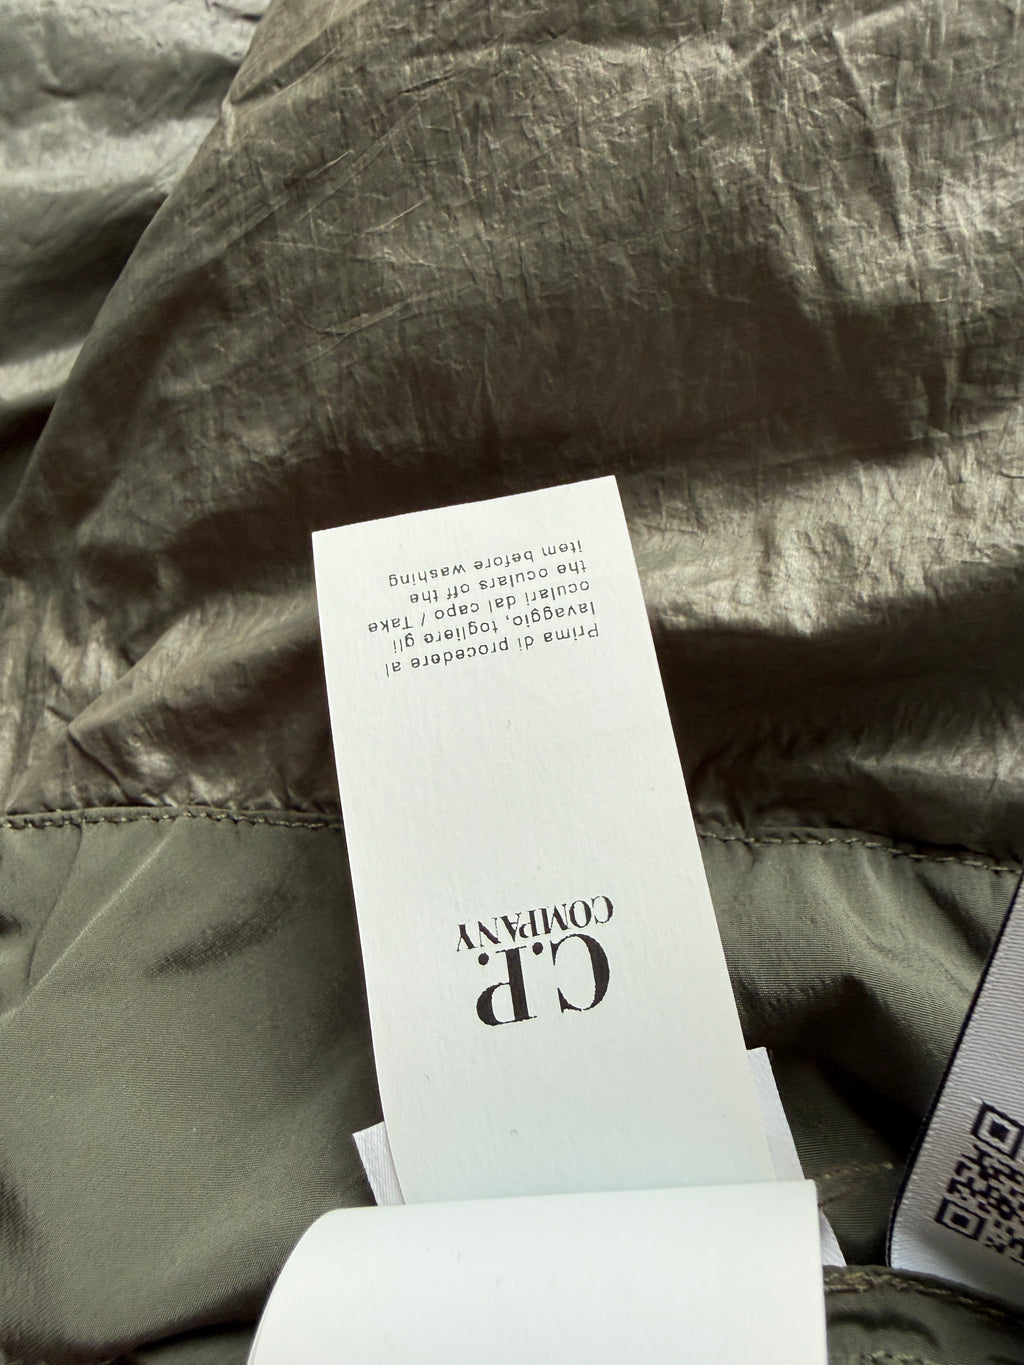 C.P.
COMPANY
Prima di procedere al
lavaggio, togliere gli
oculari dal capo / Take
the oculars off the
item before washing